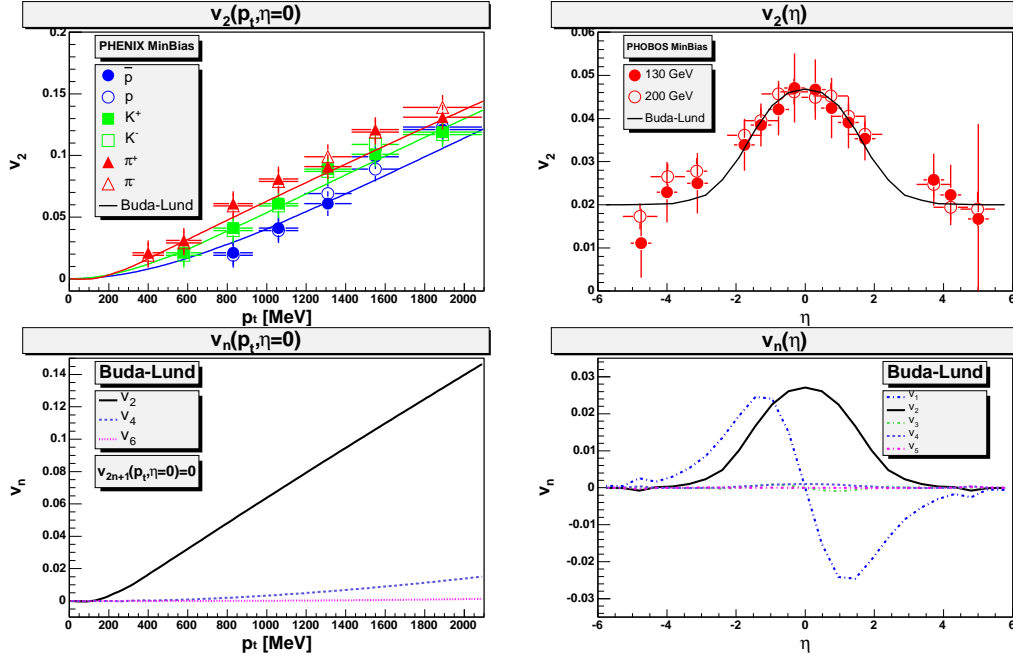 v₂(pₜ,η=0)
PHENIX MinBias
p̅
p
K⁺
K⁻
π⁺
π⁻
Buda-Lund
v₂
0.2
0.15
0.1
0.05
0
0 200 400 600 800 1000 1200 1400 1600 1800 2000
pₜ [MeV]
v₂(η)
PHOBOS MinBias
130 GeV
200 GeV
Buda-Lund
v₂
0.06
0.05
0.04
0.03
0.02
0.01
0.00
-6 -4 -2 0 2 4 6
η
vₙ(pₜ,η=0)
Buda-Lund
v₂
v₄
v₆
v₂ₙ₊₁(pₜ,η=0)=0
vₙ
0.14
0.12
0.1
0.08
0.06
0.04
0.02
0
0 200 400 600 800 1000 1200 1400 1600 1800 2000
pₜ [MeV]
vₙ(η)
Buda-Lund
v₁
v₂
v₃
v₄
v₅
vₙ
0.03
0.02
0.01
0
-0.01
-0.02
-0.03
-6 -4 -2 0 2 4 6
η